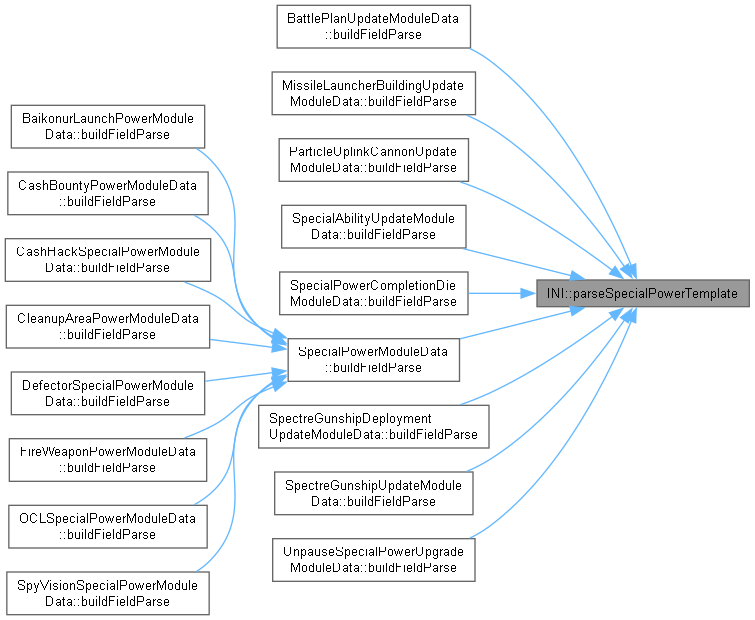 BattlePlanUpdateModuleData
::buildFieldParse
MissileLauncherBuildingUpdate
ModuleData::buildFieldParse
ParticleUplinkCannonUpdate
ModuleData::buildFieldParse
SpecialAbilityUpdateModule
Data::buildFieldParse
SpecialPowerCompletionDie
ModuleData::buildFieldParse
SpecialPowerModuleData
::buildFieldParse
SpectreGunshipDeployment
UpdateModuleData::buildFieldParse
SpectreGunshipUpdateModule
Data::buildFieldParse
UnpauseSpecialPowerUpgrade
ModuleData::buildFieldParse
BaikonurLaunchPowerModule
Data::buildFieldParse
CashBountyPowerModuleData
::buildFieldParse
CashHackSpecialPowerModule
Data::buildFieldParse
CleanupAreaPowerModuleData
::buildFieldParse
DefectorSpecialPowerModule
Data::buildFieldParse
FireWeaponPowerModuleData
::buildFieldParse
OCLSpecialPowerModuleData
::buildFieldParse
SpyVisionSpecialPowerModule
Data::buildFieldParse
INI::parseSpecialPowerTemplate